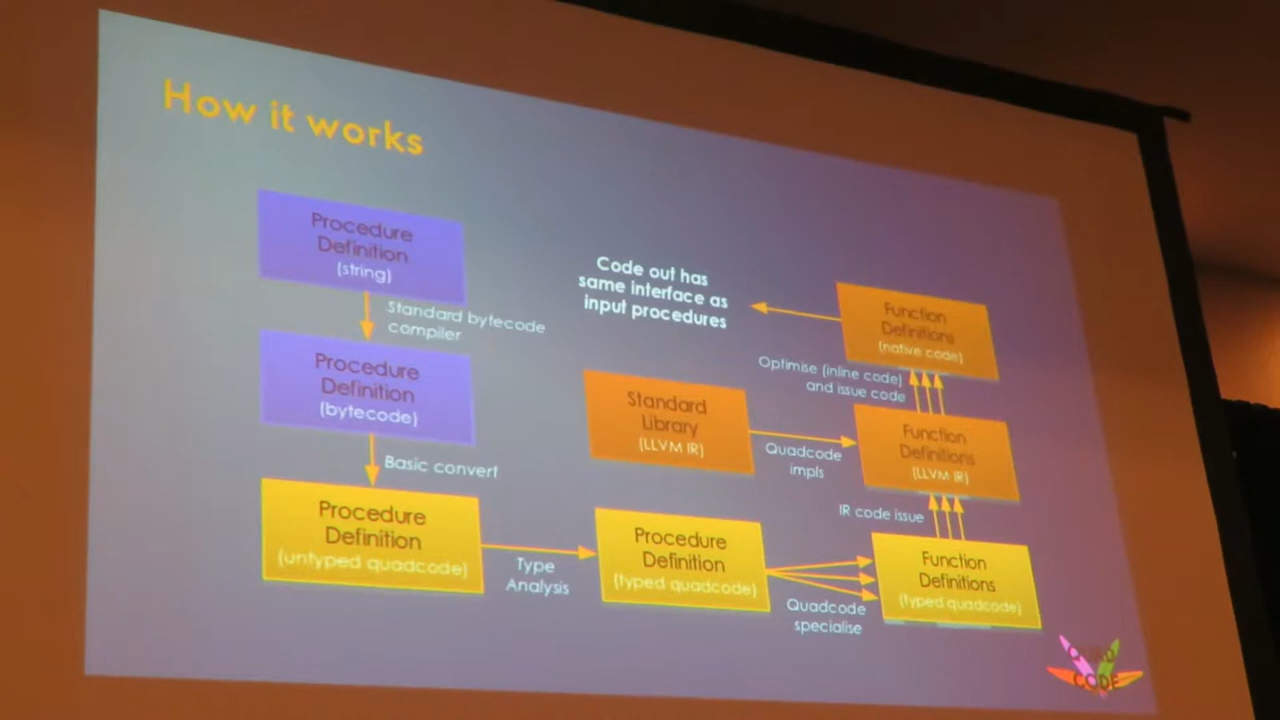 How it works
Procedure
Definition
(string)
Standard bytecode
compiler
Procedure
Definition
(bytecode)
Basic convert
Procedure
Definition
(untyped quadcode)
Type
Analysis
Procedure
Definition
(typed quadcode)
Quadcode
specialise
Function
Definitions
(typed quadcode)
IR code issue
Standard
Library
(LLVM IR)
Quadcode
impls
Function
Definitions
(LLVM IR)
Optimise (inline code)
and issue code
Function
Definitions
(native code)
Code out has
same interface as
input procedures
QUAD
CODE